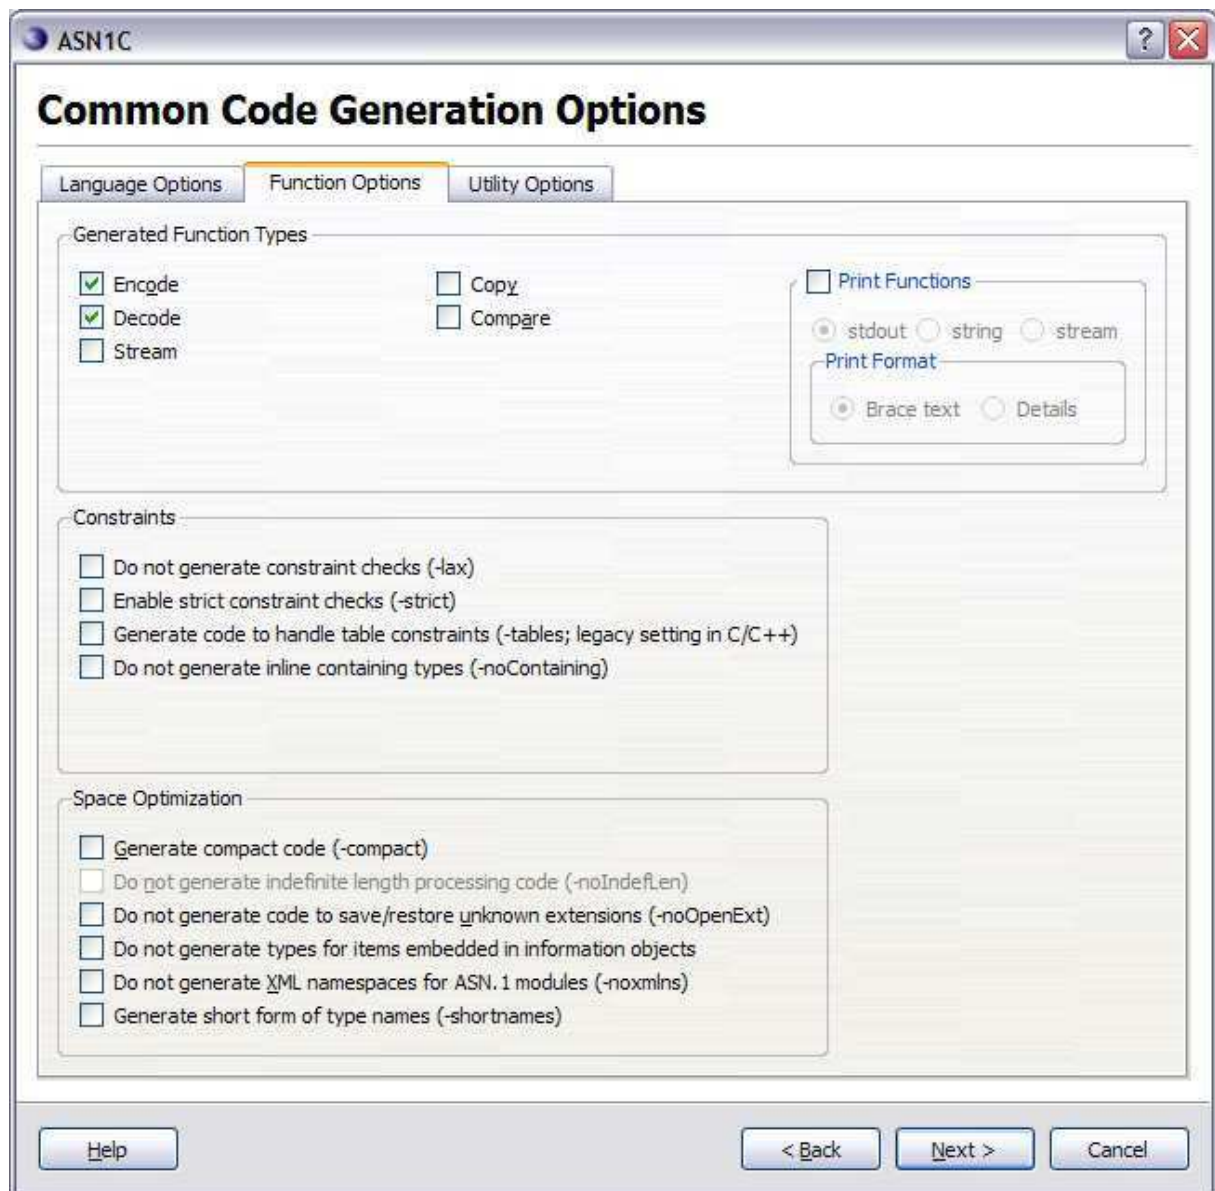 ASN1C
Common Code Generation Options
Language Options Function Options Utility Options
Generated Function Types
Encode Copy Print Functions
Decode Compare stdout string stream
Stream Print Format
Brace text Details
Constraints
Do not generate constraint checks (-lax)
Enable strict constraint checks (-strict)
Generate code to handle table constraints (-tables; legacy setting in C/C++)
Do not generate inline containing types (-noContaining)
Space Optimization
Generate compact code (-compact)
Do not generate indefinite length processing code (-noIndefLen)
Do not generate code to save/restore unknown extensions (-noOpenExt)
Do not generate types for items embedded in information objects
Do not generate XML namespaces for ASN.1 modules (-noxmlns)
Generate short form of type names (-shortnames)
Help < Back Next > Cancel